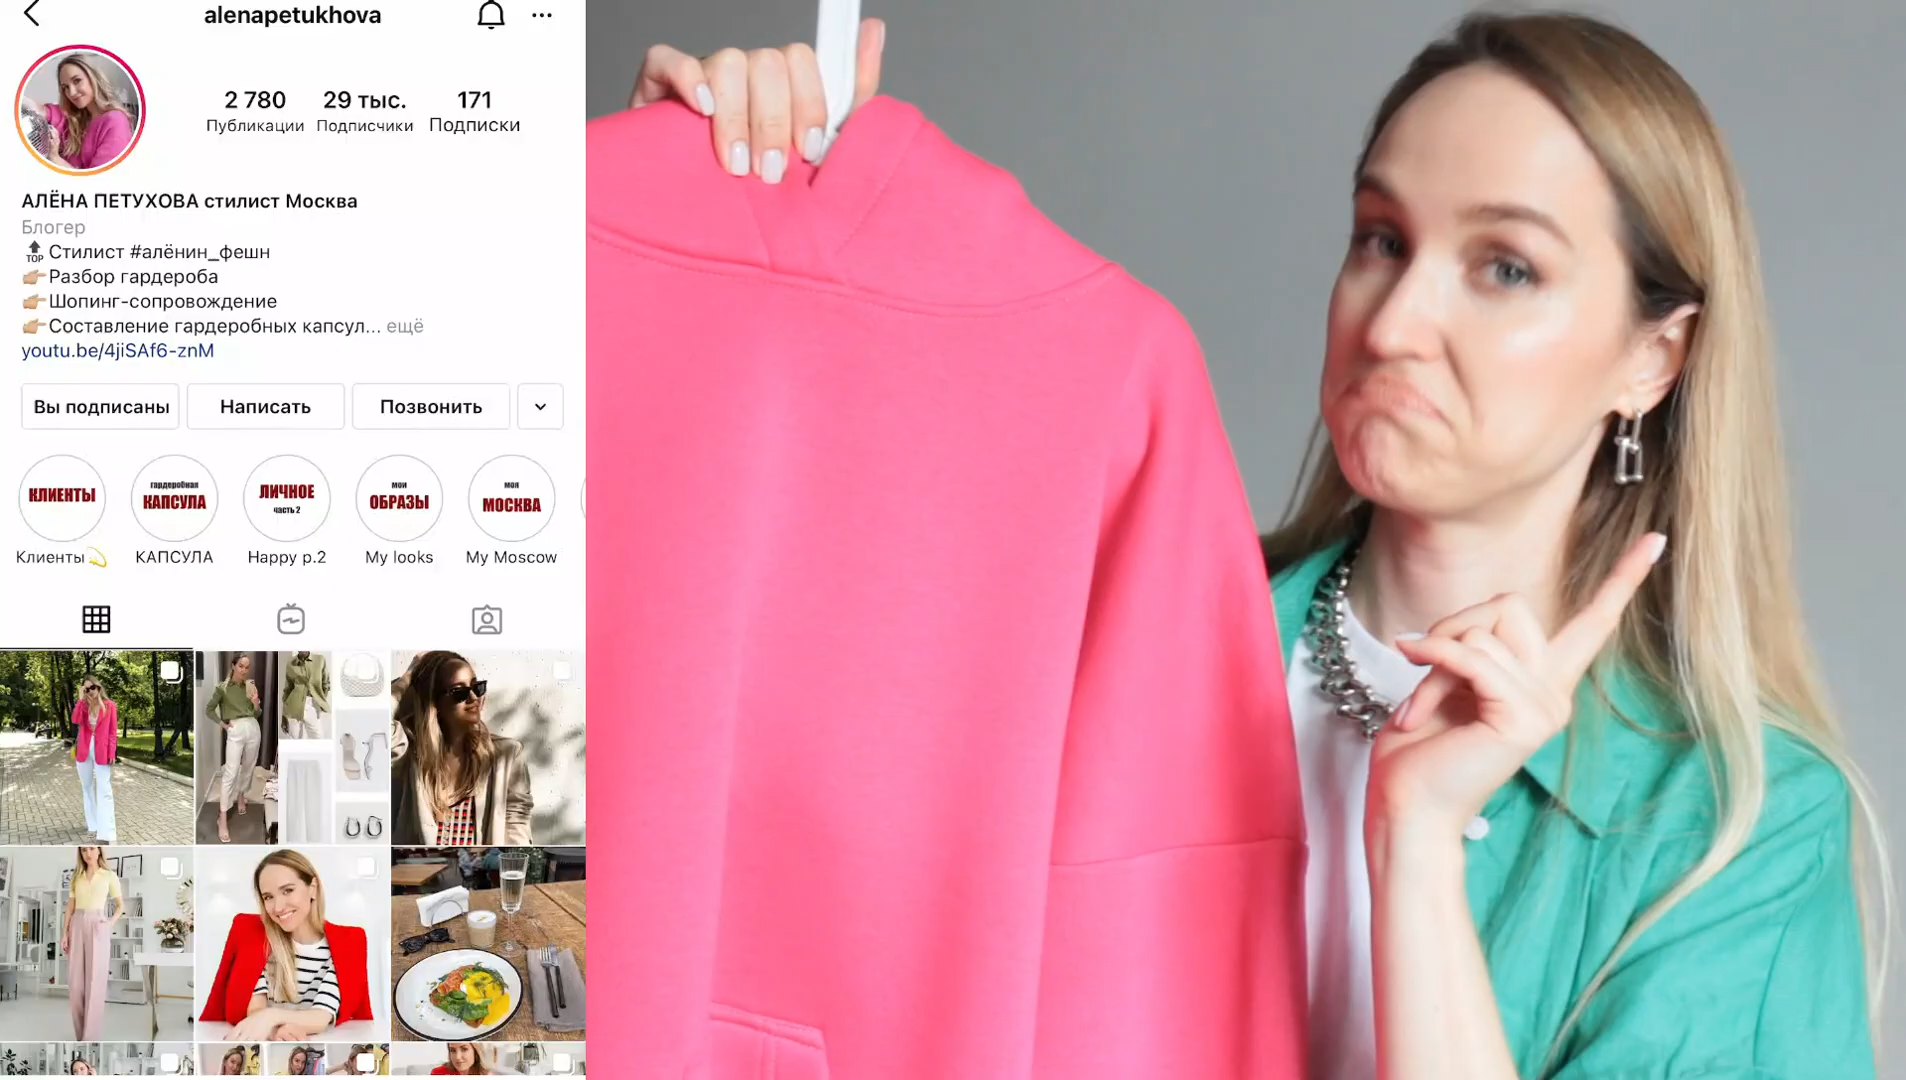 alenapetukhova
2 780 29 тыс. 171
Публикации Подписчики Подписки
АЛЁНА ПЕТУХОВА стилист Москва
Блогер
TOP Стилист #алёнин_фешн
Разбор гардероба
Шопинг-сопровождение
Составление гардеробных капсул... ещё
youtu.be/4jiSAf6-znM
Вы подписаны Написать Позвонить
КЛИЕНТЫ
гардеробная
КАПСУЛА
ЛИЧНОЕ
часть 2
мои
ОБРАЗЫ
моя
МОСКВА
Клиенты КАПСУЛА Happy p.2 My looks My Moscow